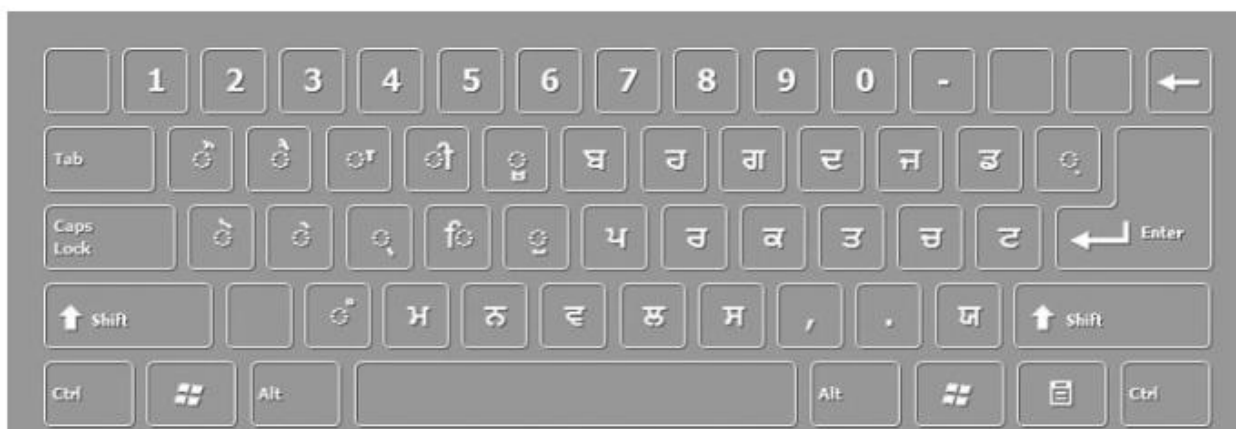 1 2 3 4 5 6 7 8 9 0 -
Tab ੌ ੈ ਾ ੀ ੂ ਬ ਹ ਗ ਦ ਜ ਡ ਼
Caps Lock ੋ ੇ ੍ ਿ ੁ ਪ ਰ ਕ ਤ ਚ ਟ Enter
Shift ੰ ਮ ਨ ਵ ਲ ਸ , . ਯ Shift
Ctrl Alt Alt Ctrl